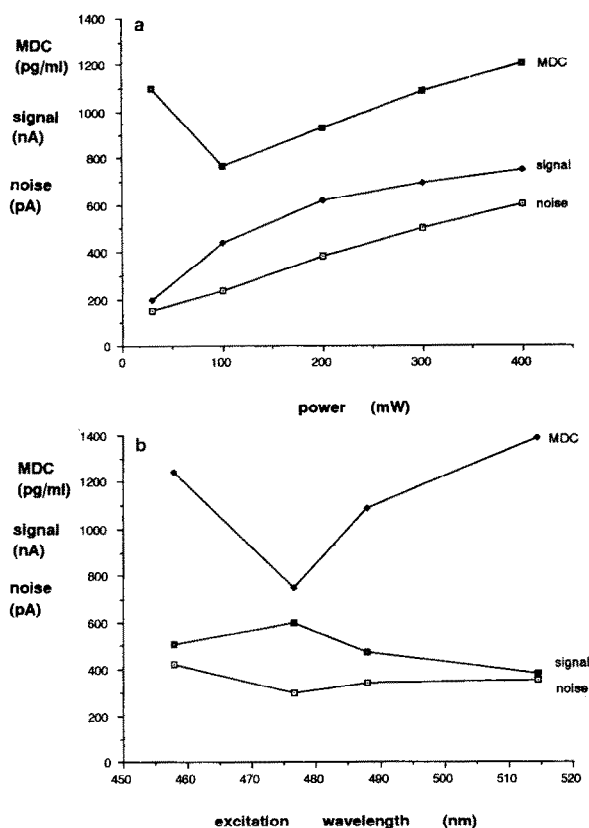 a
MDC
(pg/ml)
signal
(nA)
noise
(pA)
1400
1200
1000
800
600
400
200
0
MDC
signal
noise
0 100 200 300 400
power (mW)
b
MDC
(pg/ml)
signal
(nA)
noise
(pA)
1400
1200
1000
800
600
400
200
0
MDC
signal
noise
450 460 470 480 490 500 510 520
excitation wavelength (nm)